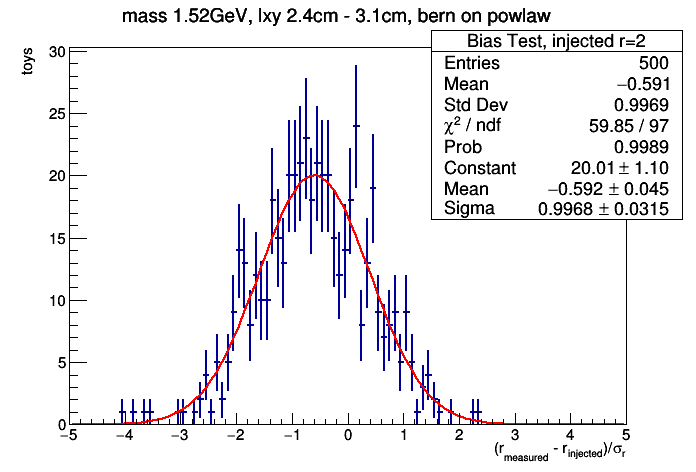 mass 1.52GeV, lxy 2.4cm - 3.1cm, bern on powlaw
toys
Bias Test, injected r=2
Entries 500
Mean −0.591
Std Dev 0.9969
χ² / ndf 59.85 / 97
Prob 0.9989
Constant 20.01 ± 1.10
Mean −0.592 ± 0.045
Sigma 0.9968 ± 0.0315
30
25
20
15
10
5
0
−5 −4 −3 −2 −1 0 1 2 3 4 5
(r_measured - r_injected)/σ_r